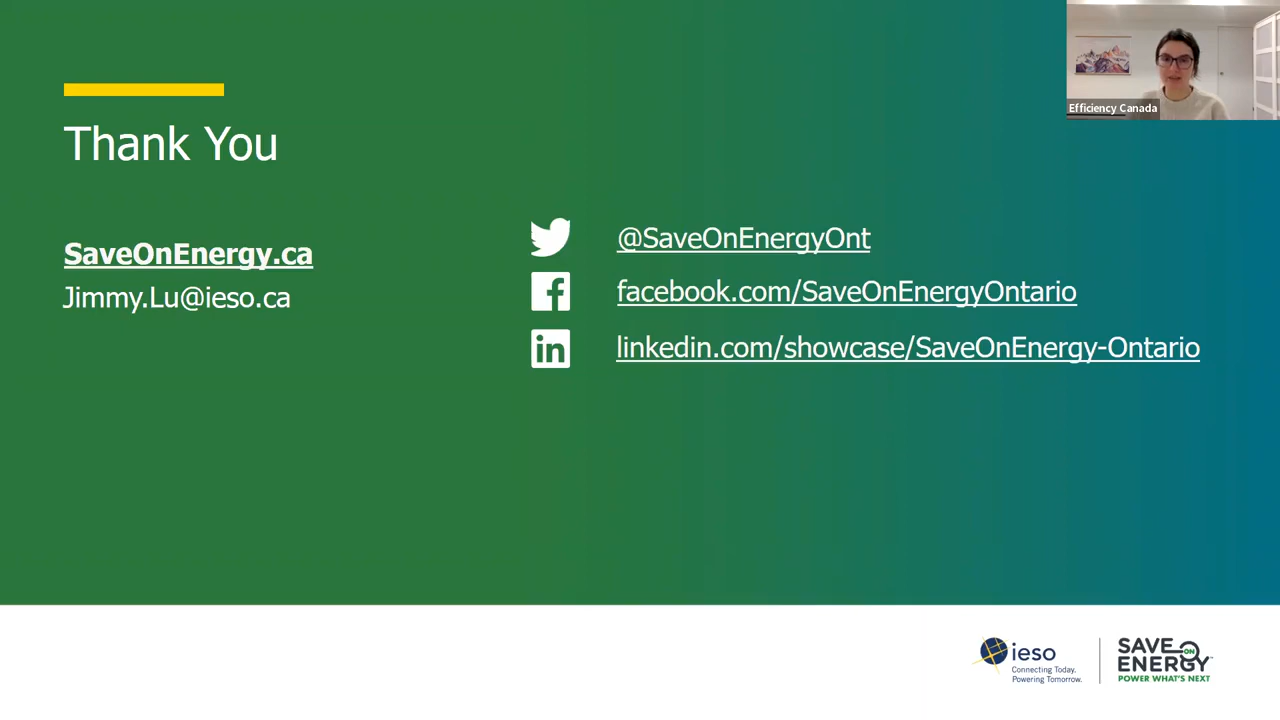 Efficiency Canada
Thank You
SaveOnEnergy.ca
Jimmy.Lu@ieso.ca
@SaveOnEnergyOnt
facebook.com/SaveOnEnergyOntario
linkedin.com/showcase/SaveOnEnergy-Ontario
ieso
Connecting Today.
Powering Tomorrow.
SAVE
ON
ENERGY™
POWER WHAT'S NEXT